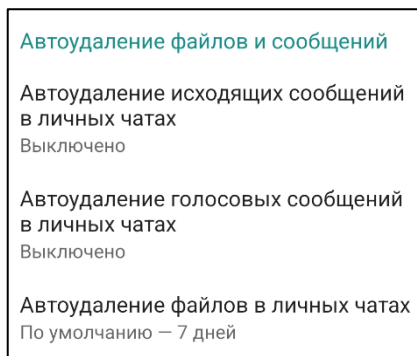 Автоудаление файлов и сообщений
Автоудаление исходящих сообщений
в личных чатах
Выключено
Автоудаление голосовых сообщений
в личных чатах
Выключено
Автоудаление файлов в личных чатах
По умолчанию — 7 дней